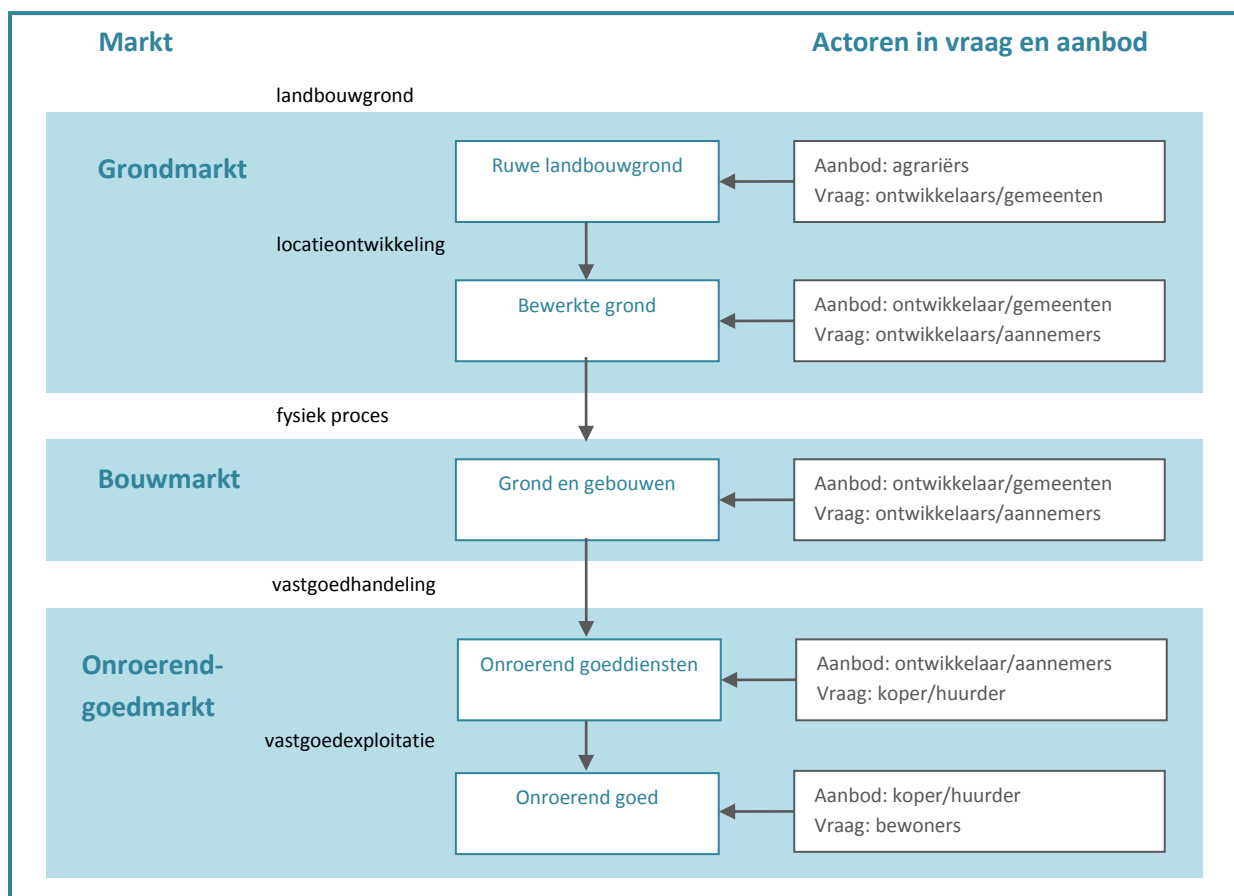 Markt
Actoren in vraag en aanbod
landbouwgrond
Grondmarkt
Ruwe landbouwgrond
Aanbod: agrariërs
Vraag: ontwikkelaars/gemeenten
locatieontwikkeling
Bewerkte grond
Aanbod: ontwikkelaar/gemeenten
Vraag: ontwikkelaars/aannemers
fysiek proces
Bouwmarkt
Grond en gebouwen
Aanbod: ontwikkelaar/gemeenten
Vraag: ontwikkelaars/aannemers
vastgoedhandeling
Onroerend-
goedmarkt
Onroerend goeddiensten
Aanbod: ontwikkelaar/aannemers
Vraag: koper/huurder
vastgoedexploitatie
Onroerend goed
Aanbod: koper/huurder
Vraag: bewoners